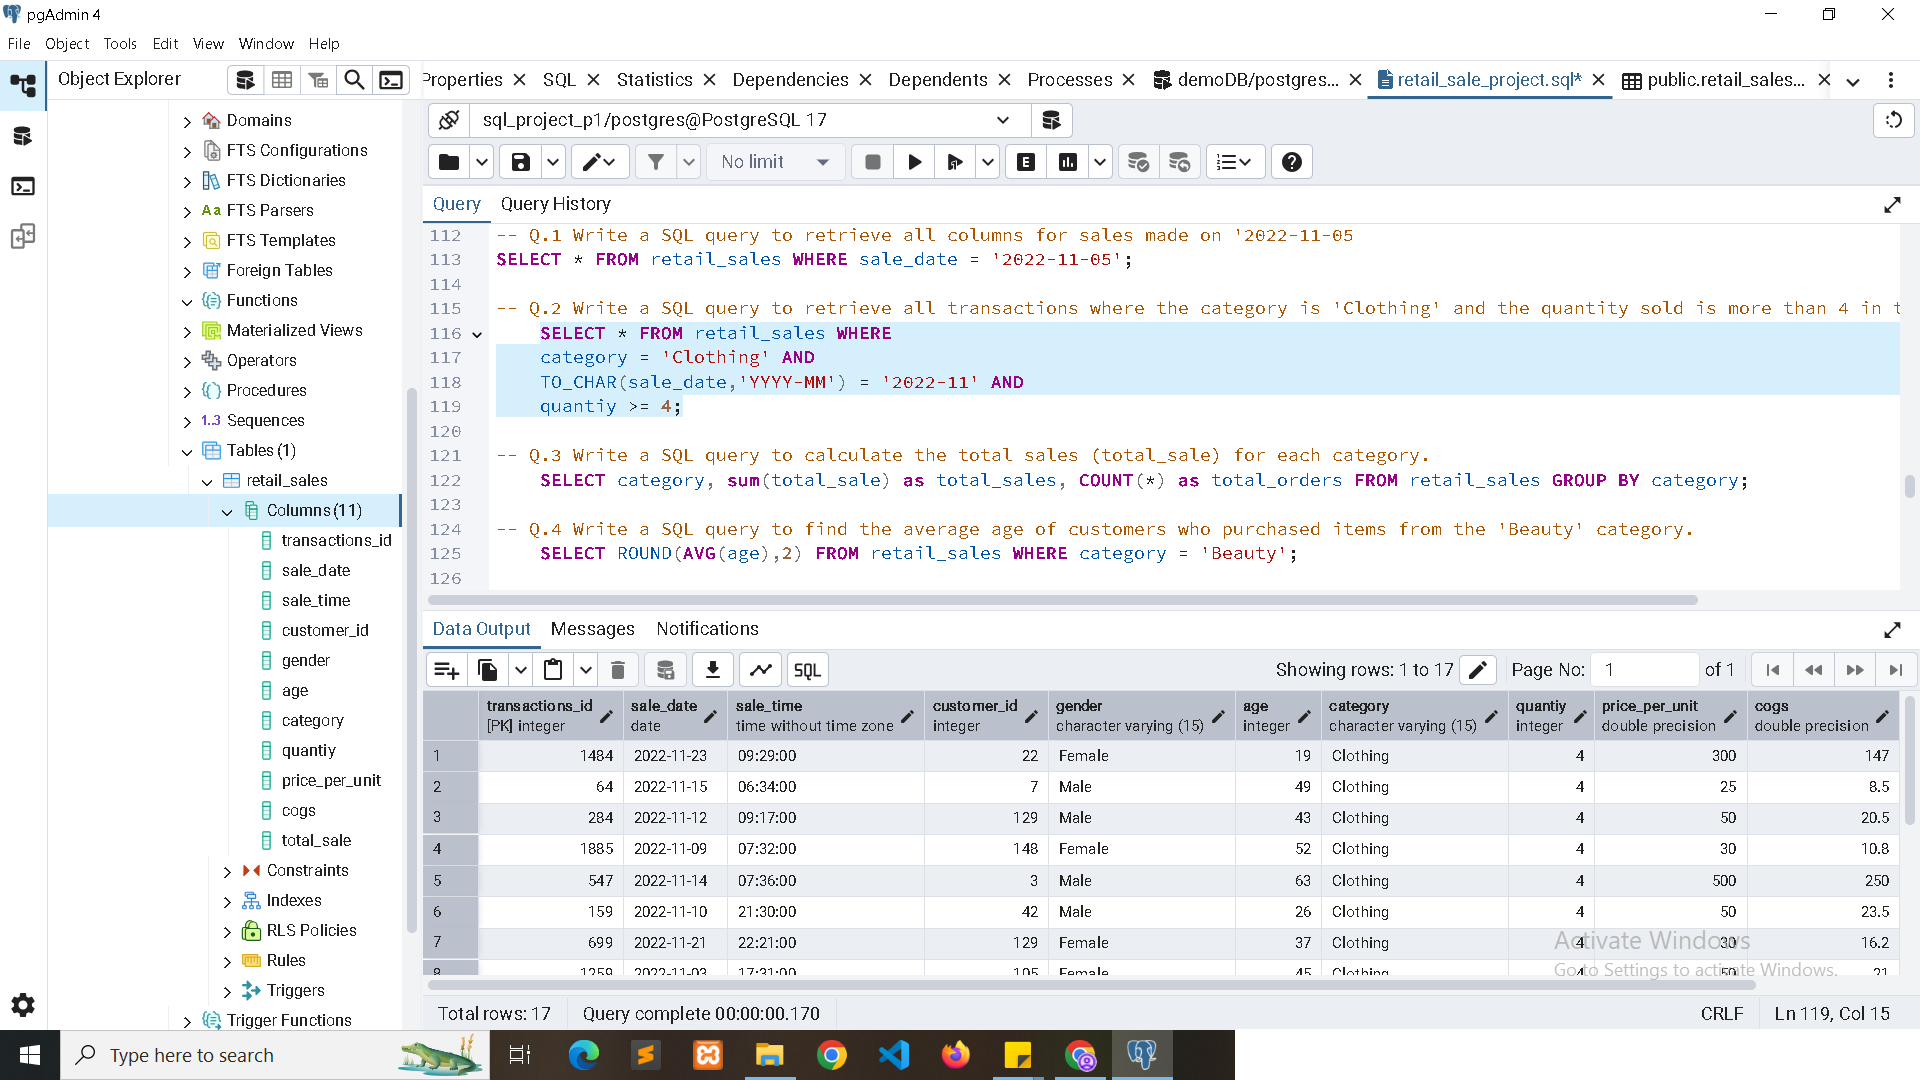 pgAdmin 4
File Object Tools Edit View Window Help
Object Explorer
Properties SQL Statistics Dependencies Dependents Processes demoDB/postgres... retail_sale_project.sql* public.retail_sales...
Domains
FTS Configurations
FTS Dictionaries
Aa FTS Parsers
FTS Templates
Foreign Tables
Functions
Materialized Views
Operators
Procedures
1..3 Sequences
Tables (1)
retail_sales
Columns (11)
transactions_id
sale_date
sale_time
customer_id
gender
age
category
quantiy
price_per_unit
cogs
total_sale
Constraints
Indexes
RLS Policies
Rules
Triggers
Trigger Functions
sql_project_p1/postgres@PostgreSQL 17
No limit
E
Query Query History
112 -- Q.1 Write a SQL query to retrieve all columns for sales made on '2022-11-05
113 SELECT * FROM retail_sales WHERE sale_date = '2022-11-05';
114
115 -- Q.2 Write a SQL query to retrieve all transactions where the category is 'Clothing' and the quantity sold is more than 4 in t
116 SELECT * FROM retail_sales WHERE
117 category = 'Clothing' AND
118 TO_CHAR(sale_date,'YYYY-MM') = '2022-11' AND
119 quantiy >= 4;
120
121 -- Q.3 Write a SQL query to calculate the total sales (total_sale) for each category.
122 SELECT category, sum(total_sale) as total_sales, COUNT(*) as total_orders FROM retail_sales GROUP BY category;
123
124 -- Q.4 Write a SQL query to find the average age of customers who purchased items from the 'Beauty' category.
125 SELECT ROUND(AVG(age),2) FROM retail_sales WHERE category = 'Beauty';
126
Data Output Messages Notifications
SQL Showing rows: 1 to 17 Page No: 1 of 1
transactions_id sale_date sale_time customer_id gender age category quantiy price_per_unit cogs
[PK] integer date time without time zone integer character varying (15) integer character varying (15) integer double precision double precision
1 1484 2022-11-23 09:29:00 22 Female 19 Clothing 4 300 147
2 64 2022-11-15 06:34:00 7 Male 49 Clothing 4 25 8.5
3 284 2022-11-12 09:17:00 129 Male 43 Clothing 4 50 20.5
4 1885 2022-11-09 07:32:00 148 Female 52 Clothing 4 30 10.8
5 547 2022-11-14 07:36:00 3 Male 63 Clothing 4 500 250
6 159 2022-11-10 21:30:00 42 Male 26 Clothing 4 50 23.5
7 699 2022-11-21 22:21:00 129 Female 37 Clothing 4 30 16.2
8 1259 2022-11-03 17:31:00 105 Female 45 Clothing 4 50 21
Activate Windows
Go to Settings to activate Windows.
Total rows: 17 Query complete 00:00:00.170 CRLF Ln 119, Col 15
Type here to search